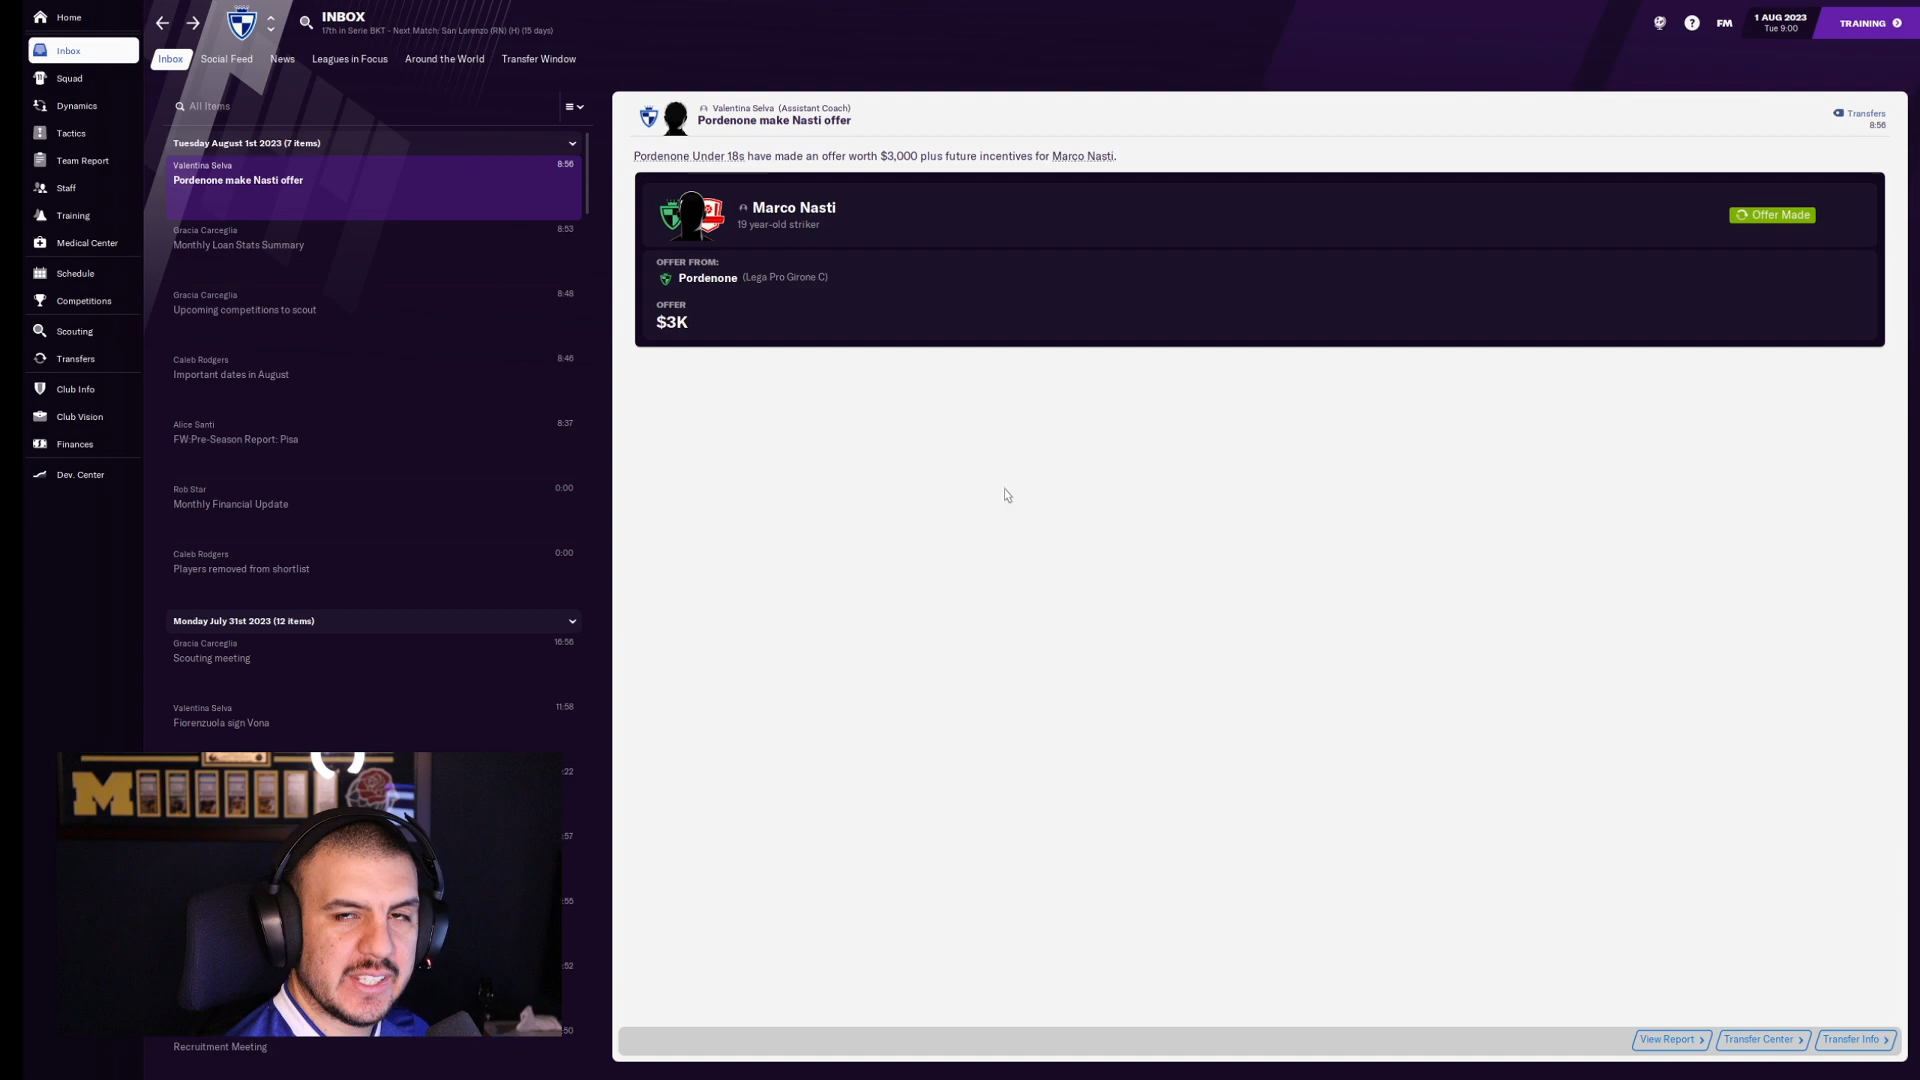 Home
Inbox
Squad
Dynamics
Tactics
Team Report
Staff
Training
Medical Center
Schedule
Competitions
Scouting
Transfers
Club Info
Club Vision
Finances
Dev. Center
INBOX
17th in Serie BKT - Next Match: San Lorenzo (RN) (H) (15 days)
FM
1 AUG 2023
Tue 9:00
TRAINING
Inbox
Social Feed
News
Leagues in Focus
Around the World
Transfer Window
All Items
Tuesday August 1st 2023 (7 items)
Valentina Selva 8:56
Pordenone make Nasti offer
Gracia Carceglia 8:53
Monthly Loan Stats Summary
Gracia Carceglia 8:48
Upcoming competitions to scout
Caleb Rodgers 8:46
Important dates in August
Alice Santi 8:37
FW:Pre-Season Report: Pisa
Rob Star 0:00
Monthly Financial Update
Caleb Rodgers 0:00
Players removed from shortlist
Monday July 31st 2023 (12 items)
Gracia Carceglia 16:56
Scouting meeting
Valentina Selva 11:58
Fiorenzuola sign Vona
:22
:57
:55
:52
:50
Recruitment Meeting
M
Valentina Selva (Assistant Coach)
Pordenone make Nasti offer
Transfers
8:56
Pordenone Under 18s have made an offer worth $3,000 plus future incentives for Marco Nasti.
Marco Nasti
19 year-old striker
Offer Made
OFFER FROM:
Pordenone (Lega Pro Girone C)
OFFER
$3K
View Report
Transfer Center
Transfer Info